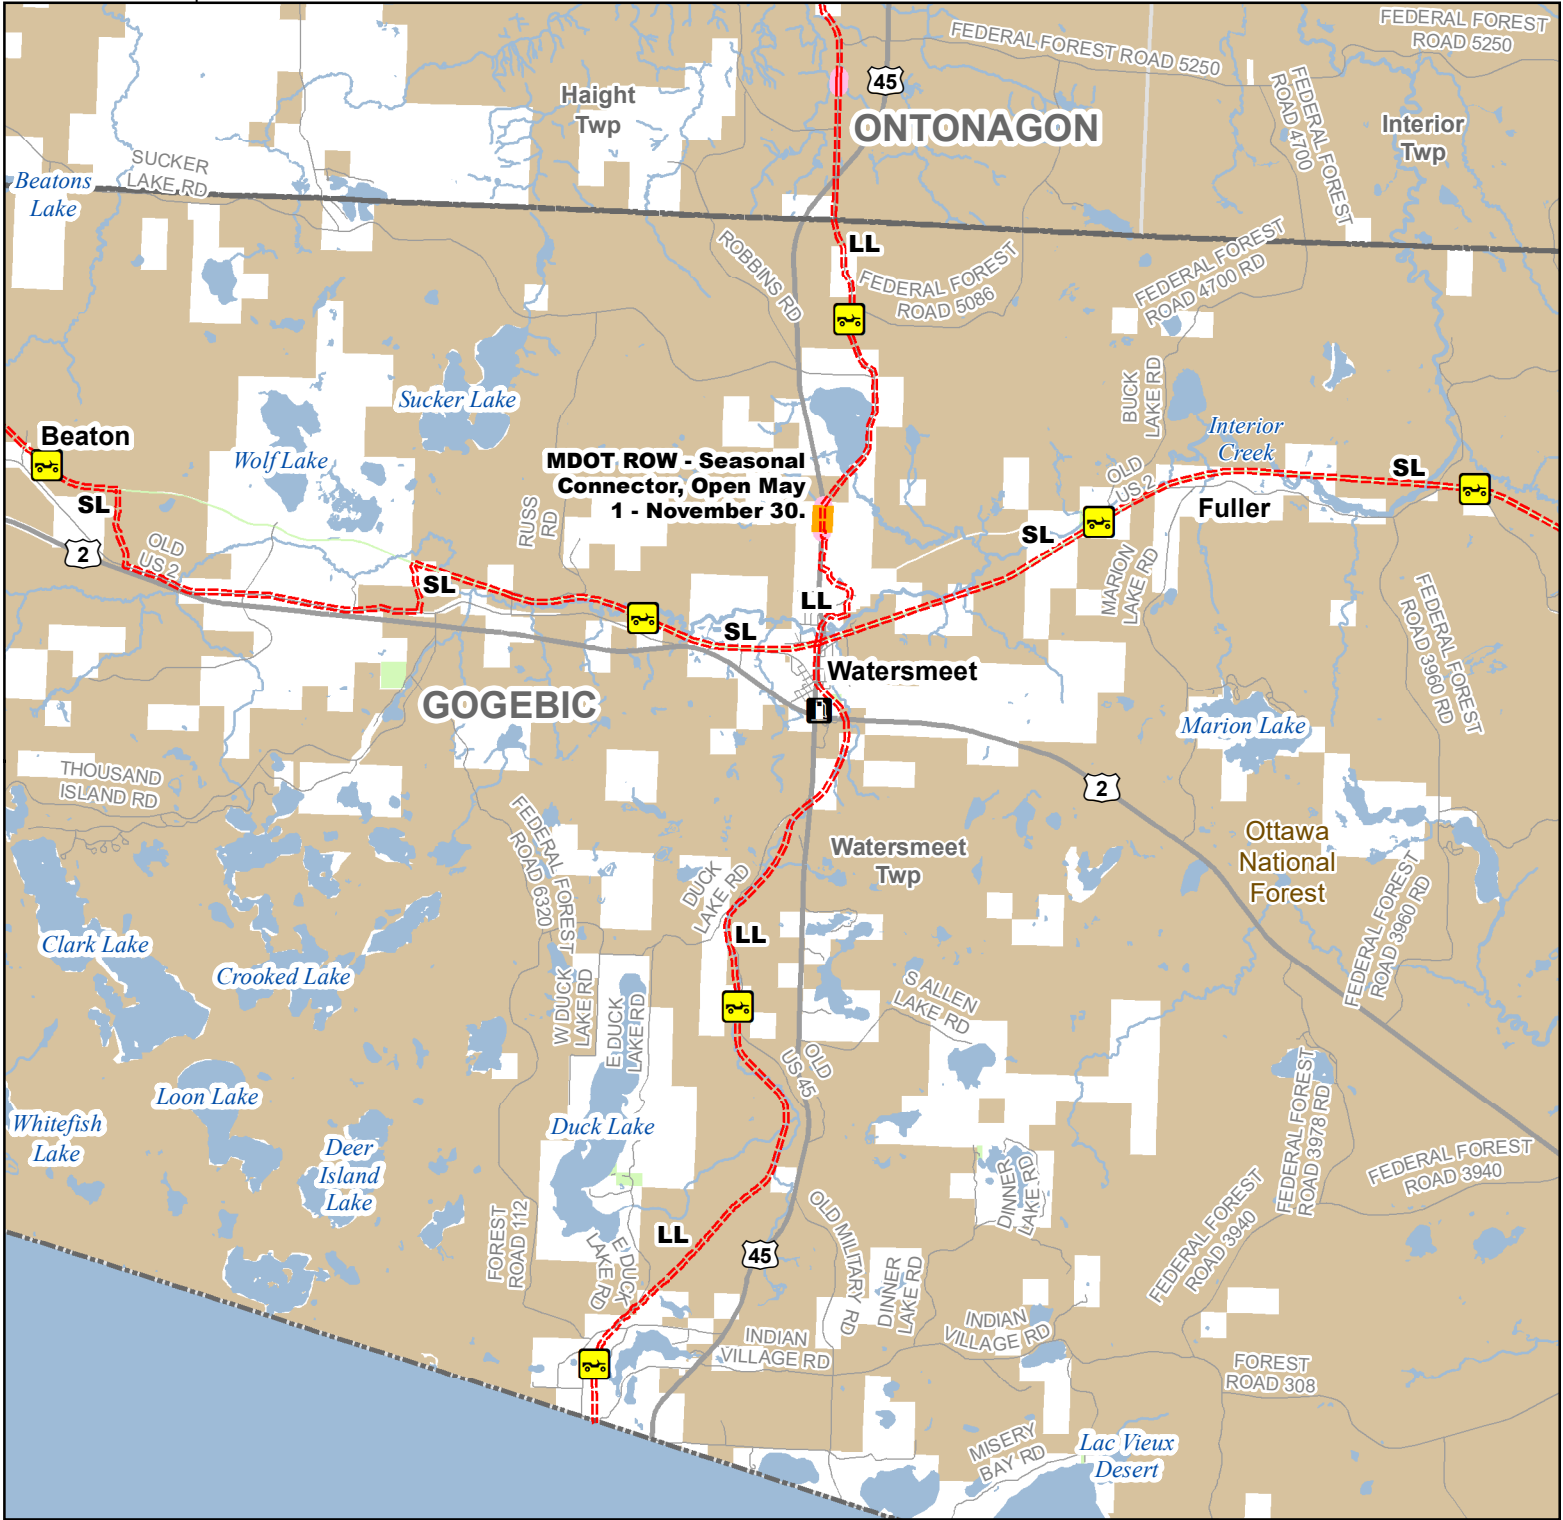 FEDERAL FOREST
ROAD 5250
FEDERAL FOREST ROAD 5250
45
Haight
Twp
ONTONAGON
FEDERAL FOREST
ROAD 4700
Interior
Twp
SUCKER
LAKE RD
Beatons
Lake
ROBBINS RD
LL
FEDERAL FOREST
ROAD 5086
FEDERAL FOREST
ROAD 4700 RD
BUCK
LAKE RD
Sucker Lake
Beaton
Wolf Lake
Interior
Creek
MDOT ROW - Seasonal
Connector, Open May
1 - November 30.
SL
OLD
US 2
SL
Fuller
RUSS
RD
SL
2
OLD
US 2
SL
MARION
LAKE RD
LL
SL
FEDERAL FOREST
ROAD 3960 RD
Watersmeet
GOGEBIC
Marion Lake
THOUSAND
ISLAND RD
2
FEDERAL FOREST
ROAD 6320
Watersmeet
Twp
Ottawa
National
Forest
DUCK
LAKE RD
FEDERAL FOREST
ROAD 3960 RD
Clark Lake
LL
Crooked Lake
W DUCK
LAKE RD
E DUCK
LAKE RD
S ALLEN
LAKE RD
OLD
US 45
Loon Lake
Whitefish
Lake
Duck Lake
Deer
Island
Lake
FEDERAL FOREST
ROAD 3978 RD
FEDERAL FOREST
ROAD 3940
DINNER
LAKE RD
FOREST
ROAD 112
LL
E DUCK
LAKE RD
45
OLD MILITARY RD
DINNER
LAKE RD
FEDERAL FOREST
ROAD 3940
INDIAN
VILLAGE RD
INDIAN
VILLAGE RD
FOREST
ROAD 308
MISERY
BAY RD
Lac Vieux
Desert